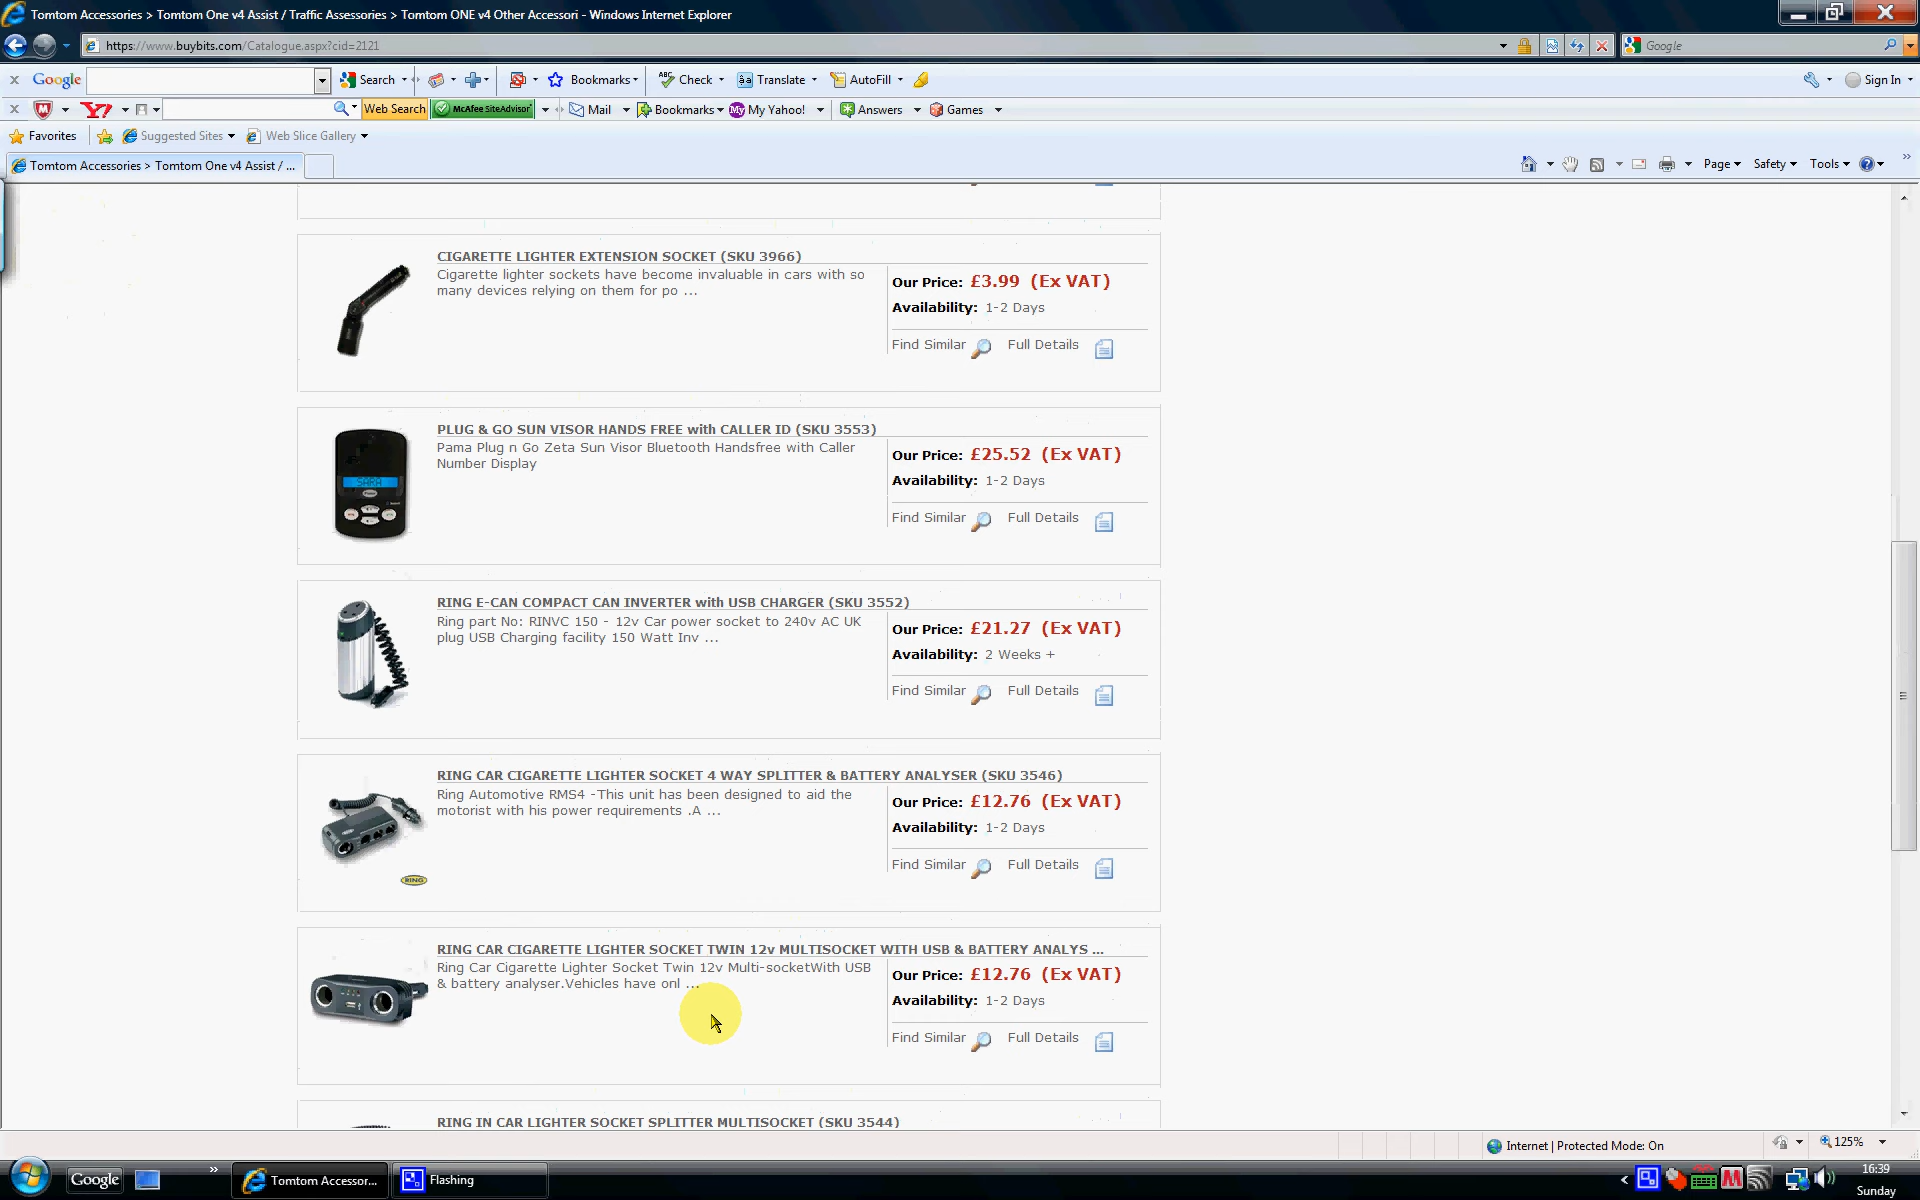 Tomtom Accessories > Tomtom One v4 Assist / Traffic Assessories > Tomtom ONE v4 Other Accessori - Windows Internet Explorer
https://www.buybits.com/Catalogue.aspx?cid=2121
Google
x Google Search Bookmarks ABC Check Translate AutoFill Sign In
x Y! Web Search McAfee SiteAdvisor Mail Bookmarks My Yahoo! Answers Games
Favorites Suggested Sites Web Slice Gallery
Tomtom Accessories > Tomtom One v4 Assist / ... Page Safety Tools
CIGARETTE LIGHTER EXTENSION SOCKET (SKU 3966)
Cigarette lighter sockets have become invaluable in cars with so
many devices relying on them for po ...
Our Price: £3.99 (Ex VAT)
Availability: 1-2 Days
Find Similar Full Details
PLUG & GO SUN VISOR HANDS FREE with CALLER ID (SKU 3553)
Pama Plug n Go Zeta Sun Visor Bluetooth Handsfree with Caller
Number Display
SARA
Our Price: £25.52 (Ex VAT)
Availability: 1-2 Days
Find Similar Full Details
RING E-CAN COMPACT CAN INVERTER with USB CHARGER (SKU 3552)
Ring part No: RINVC 150 - 12v Car power socket to 240v AC UK
plug USB Charging facility 150 Watt Inv ...
Our Price: £21.27 (Ex VAT)
Availability: 2 Weeks +
Find Similar Full Details
RING CAR CIGARETTE LIGHTER SOCKET 4 WAY SPLITTER & BATTERY ANALYSER (SKU 3546)
Ring Automotive RMS4 -This unit has been designed to aid the
motorist with his power requirements .A ...
RING
Our Price: £12.76 (Ex VAT)
Availability: 1-2 Days
Find Similar Full Details
RING CAR CIGARETTE LIGHTER SOCKET TWIN 12v MULTISOCKET WITH USB & BATTERY ANALYS ...
Ring Car Cigarette Lighter Socket Twin 12v Multi-socketWith USB
& battery analyser.Vehicles have onl ...
Our Price: £12.76 (Ex VAT)
Availability: 1-2 Days
Find Similar Full Details
RING IN CAR LIGHTER SOCKET SPLITTER MULTISOCKET (SKU 3544)
Internet | Protected Mode: On
125%
Google Tomtom Accessor... Flashing
16:39
Sunday